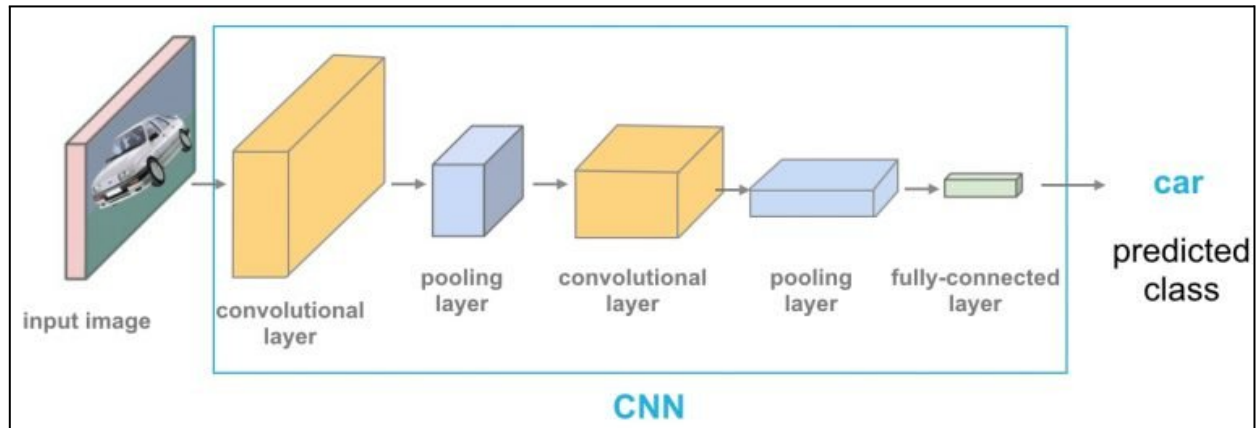 input image
convolutional
layer
pooling
layer
convolutional
layer
pooling
layer
fully-connected
layer
car
predicted
class
CNN